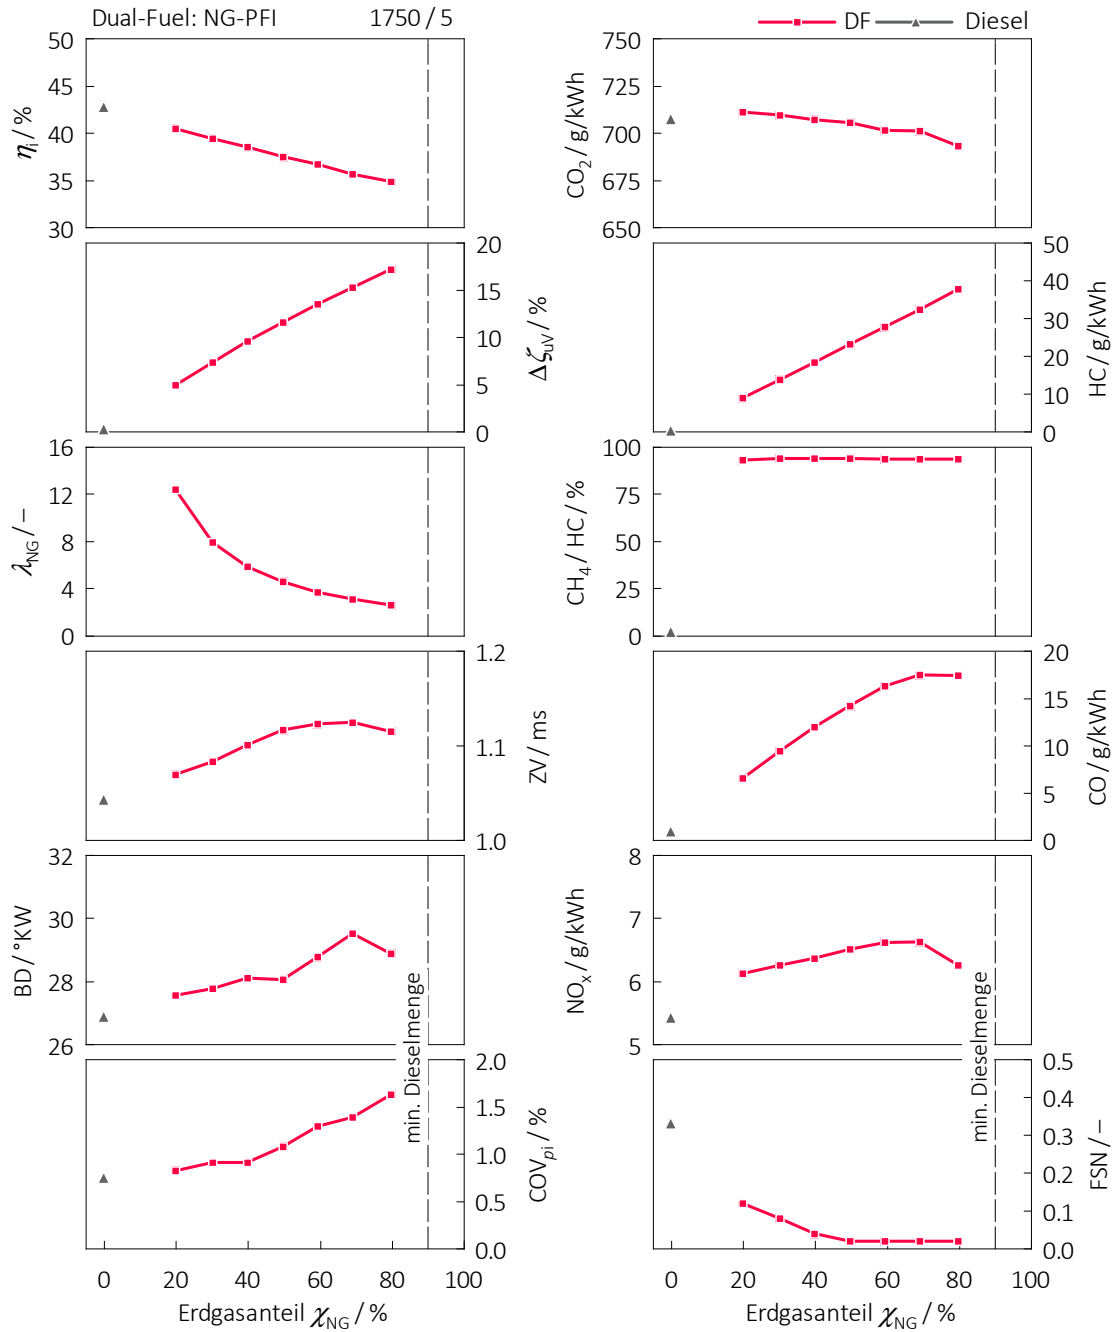 Dual-Fuel: NG-PFI 1750 / 5
DF Diesel
50
45
40
35
30
ηi / %
750
725
700
675
650
CO2 / g/kWh
20
15
10
5
0
ΔζuV / %
50
40
30
20
10
0
HC / g/kWh
16
12
8
4
0
λNG / –
100
75
50
25
0
CH4 / HC / %
1.2
1.1
1.0
ZV / ms
20
15
10
5
0
CO / g/kWh
32
30
28
27
26
BD / °KW
min. Dieselmenge
8
7
6
5
NOx / g/kWh
min. Dieselmenge
2.0
1.5
1.0
0.5
0.0
COVpi / %
0.5
0.4
0.3
0.2
0.1
0.0
FSN / –
0 20 40 60 80 100
Erdgasanteil χNG / %
0 20 40 60 80 100
Erdgasanteil χNG / %